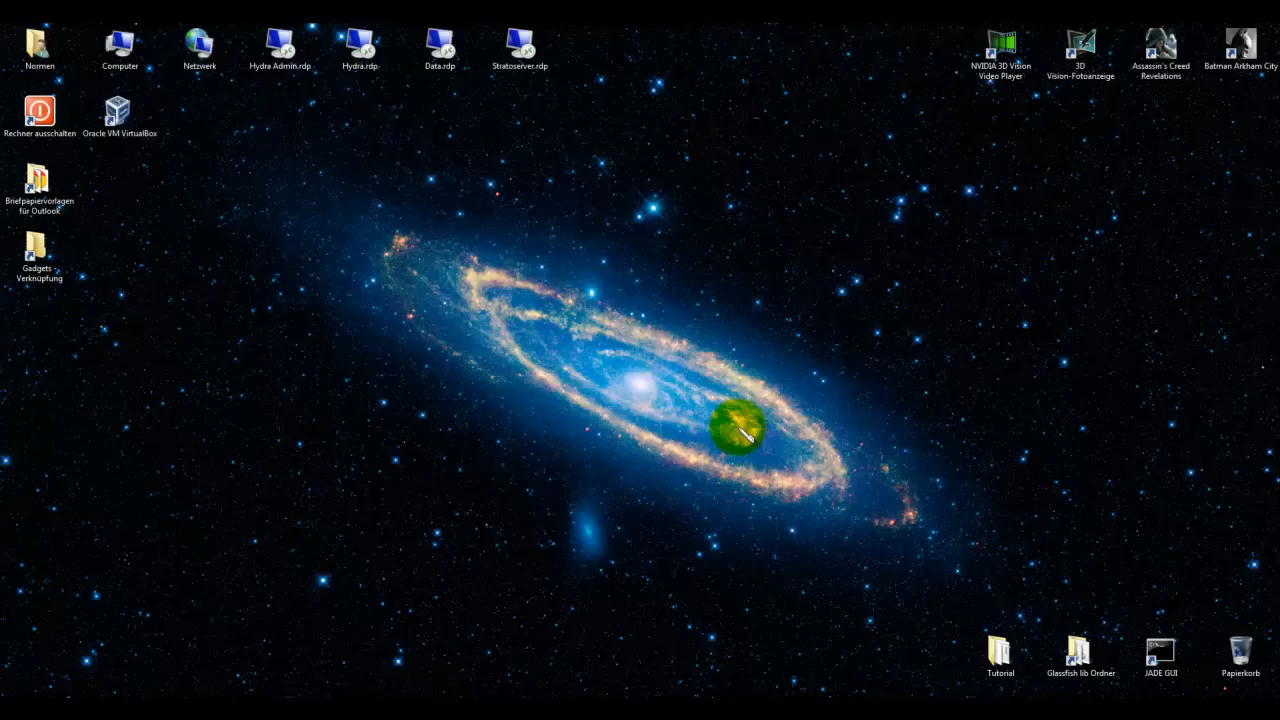 Normen
Computer
Netzwerk
Hydra Admin.rdp
Hydra.rdp
Data.rdp
Stratoserver.rdp
NVIDIA 3D Vision
Video Player
3D
Vision-Fotoanzeige
Assassin's Creed
Revelations
Batman Arkham City
Rechner ausschalten
Oracle VM VirtualBox
Briefpapiervorlagen
für Outlook
Gadgets -
Verknüpfung
Tutorial
Glassfish lib Ordner
JADE GUI
Papierkorb